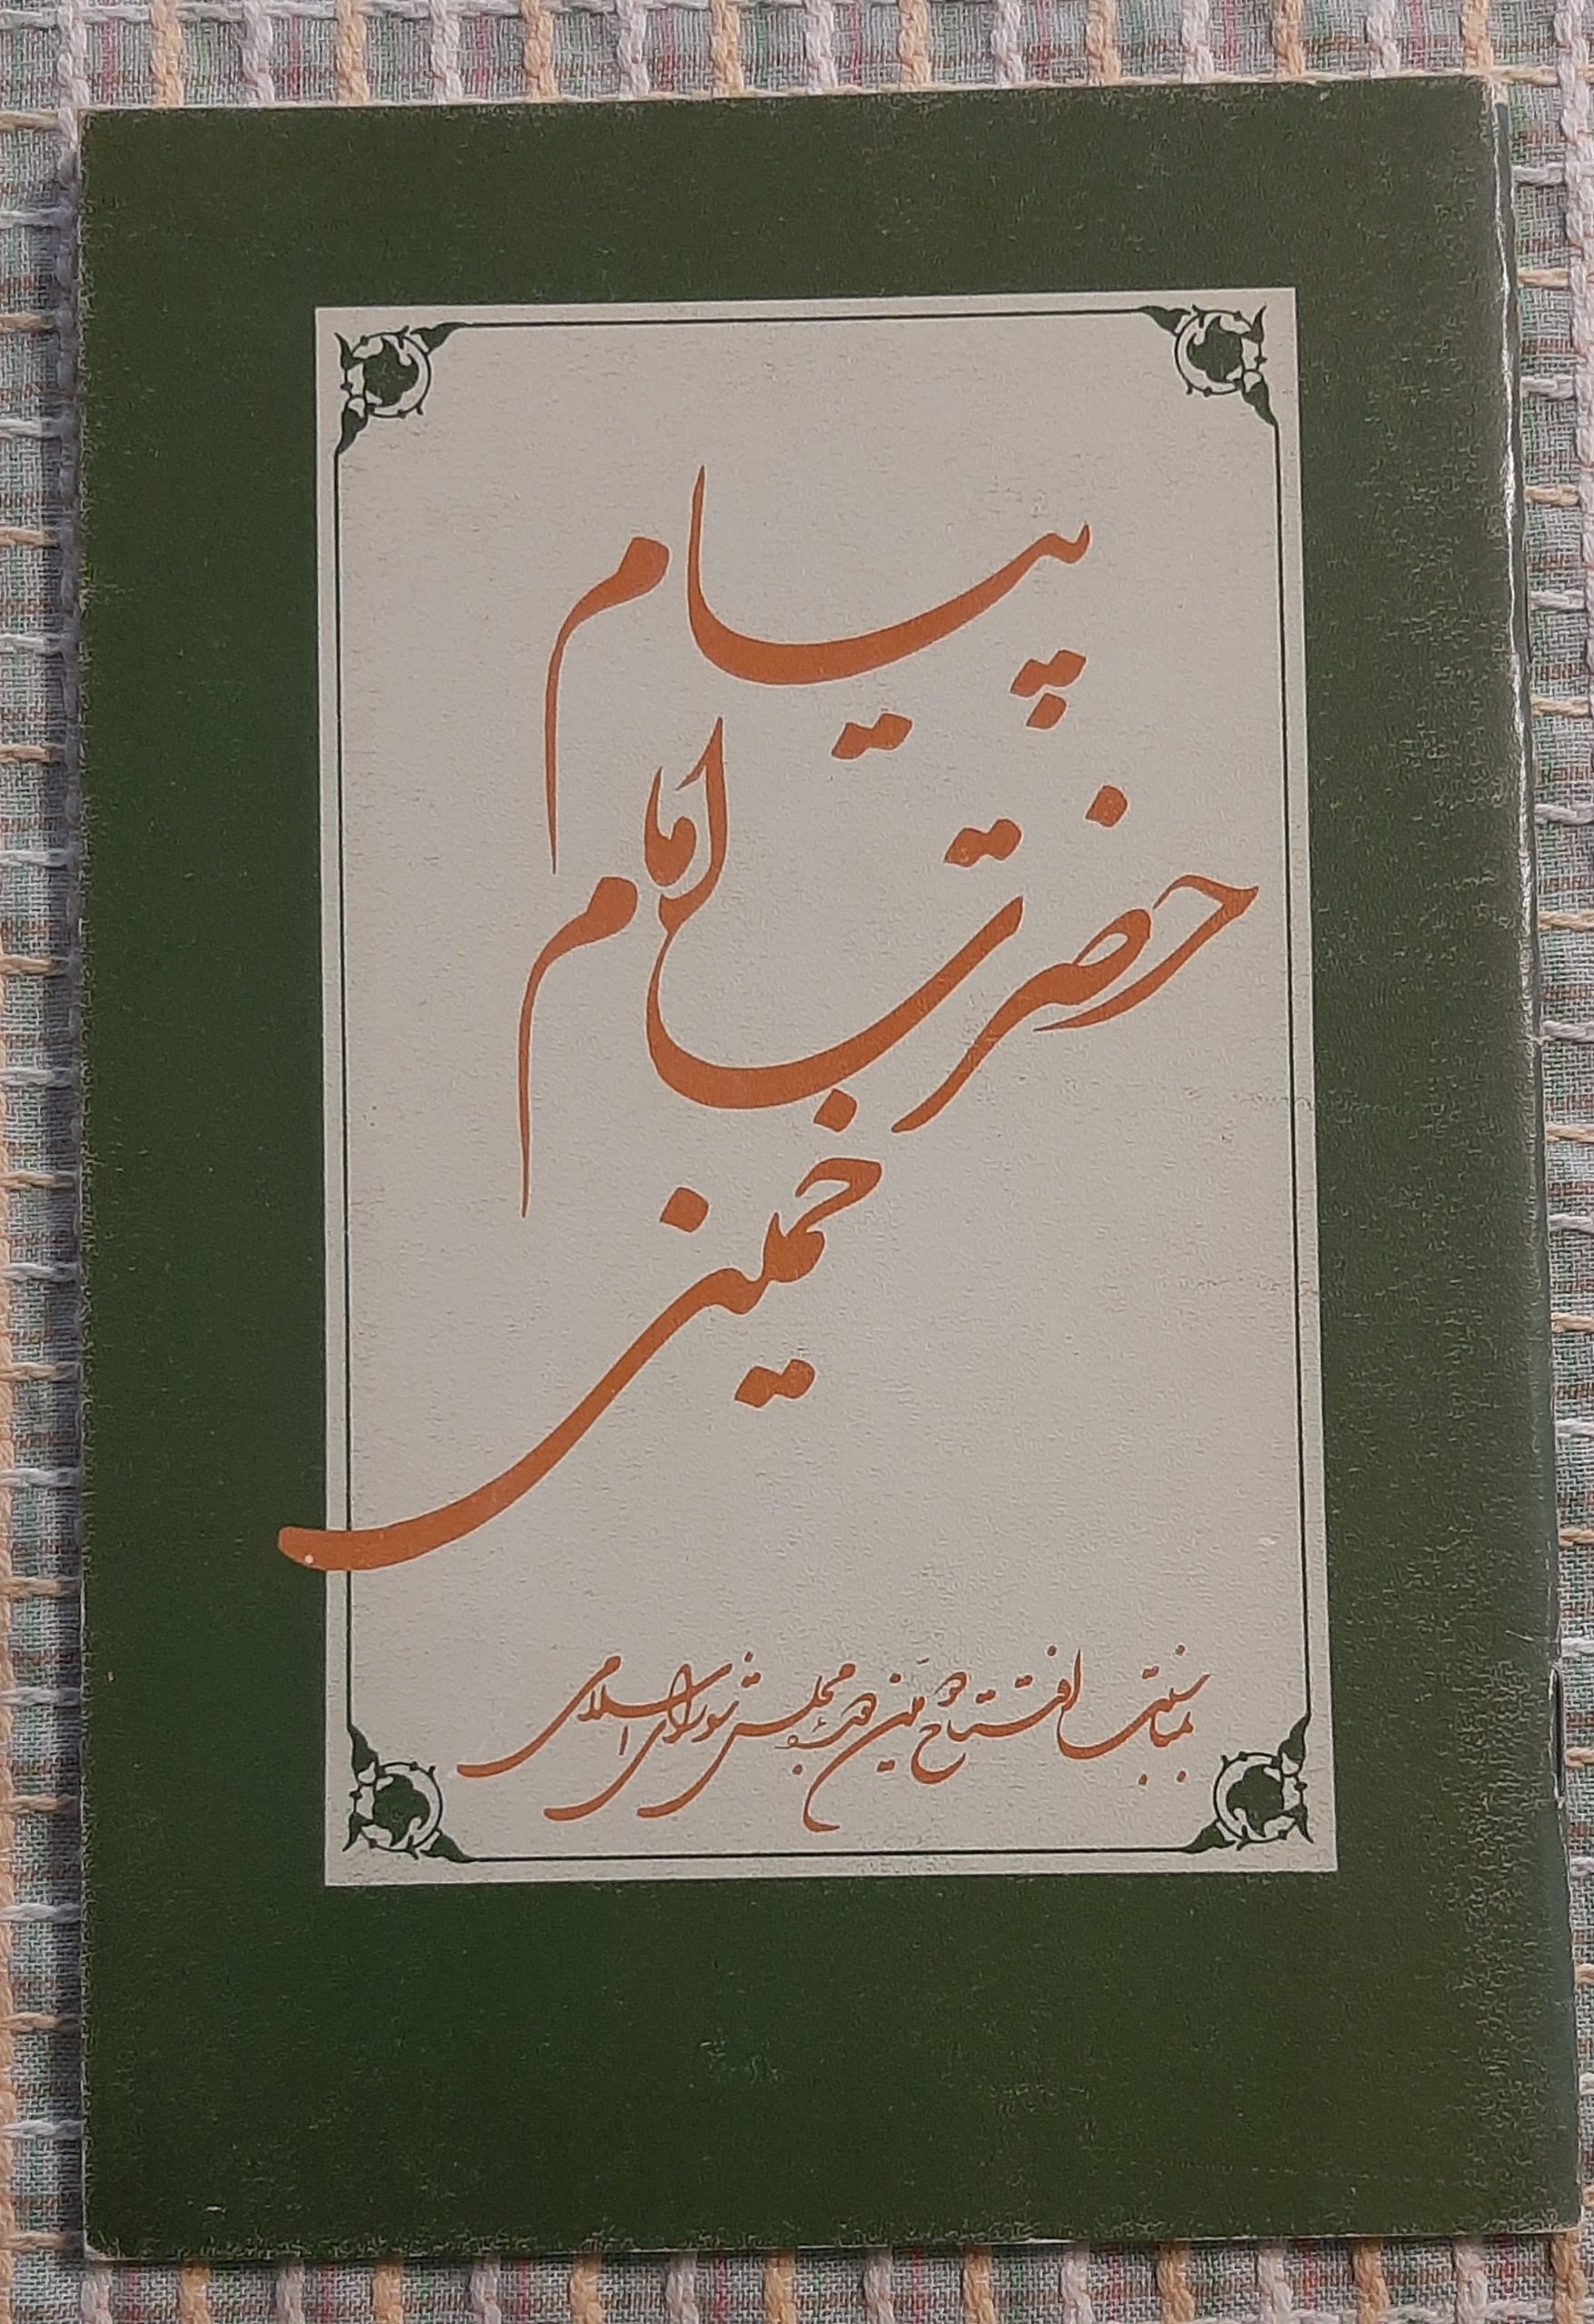 پیام
حضرت امام
خمینی
بمناسبت افتتاح دومین دوره مجلس شورای اسلامی